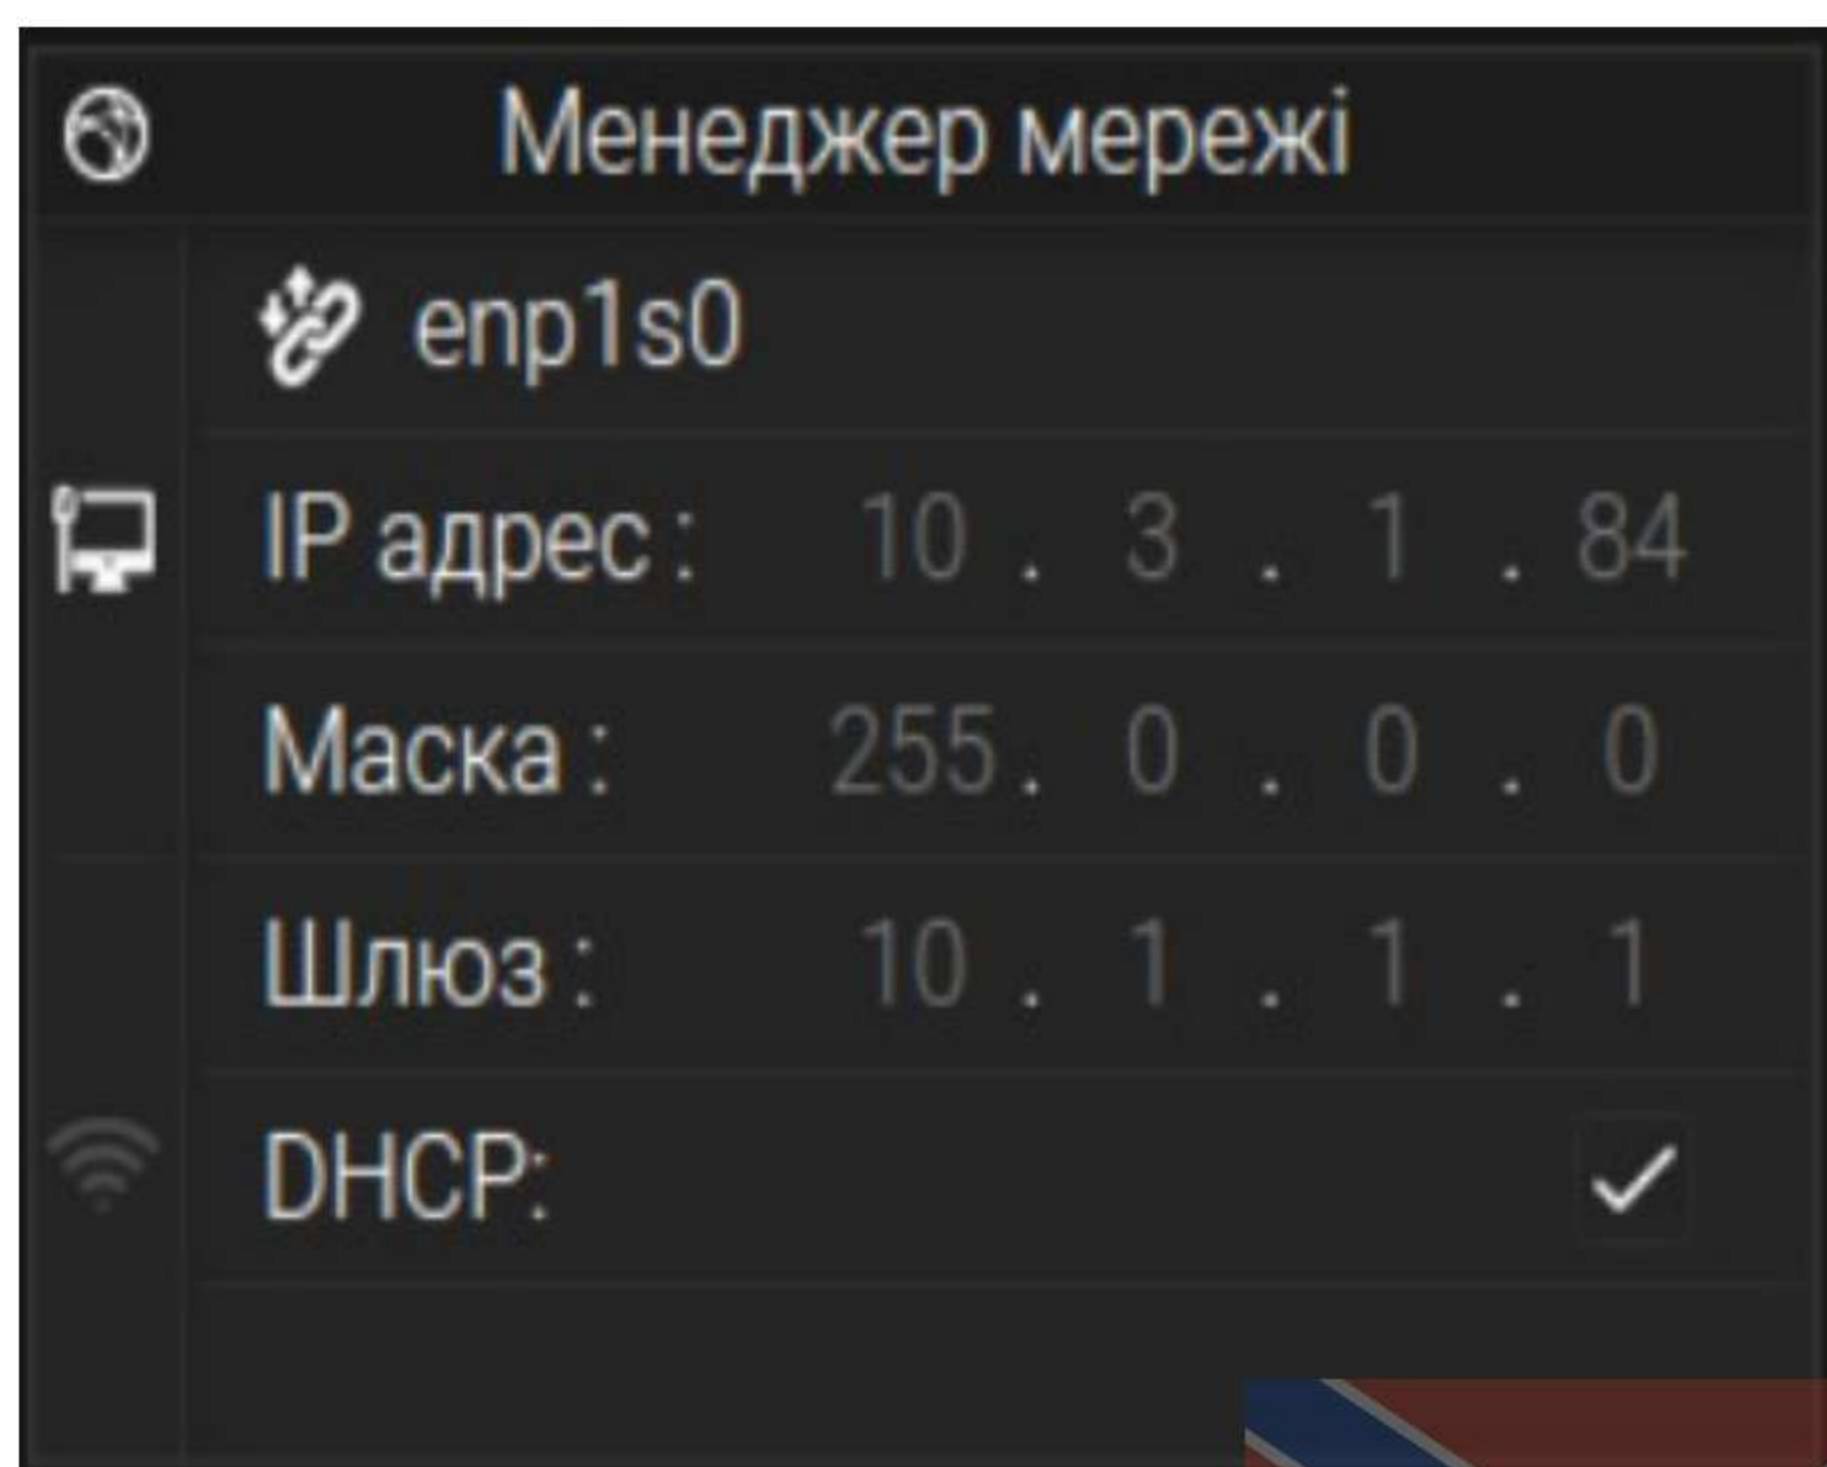 Менеджер мережі
enp1s0
IP адрес : 10 . 3 . 1 . 84
Маска : 255 . 0 . 0 . 0
Шлюз : 10 . 1 . 1 . 1
DHCP: